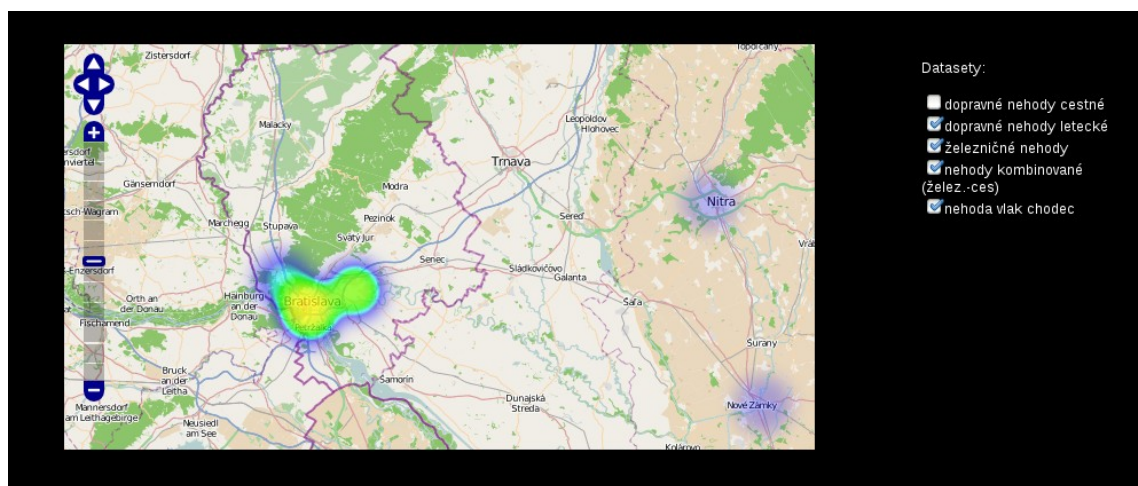 Zistersdorf
Topoľčany
Malacky
Leopoldov
Hlohovec
Trnava
Gänserndorf
Modra
Nitra
Marchegg
Stupava
Pezinok
Sereď
Svätý Jur
Senec
Sládkovičovo
Galanta
Orth an
der Donau
Hainburg
an der
Donau
Bratislava
Šaľa
Fischamend
Petržalka
Šurany
Bruck
an der
Leitha
Šamorín
Dunajská
Streda
Nové Zámky
Mannersdorf
am Leithagebirge
Neusiedl
am See
Kolárovo
Datasety:
dopravné nehody cestné
dopravné nehody letecké
železničné nehody
nehody kombinované
(želez.-ces)
nehoda vlak chodec